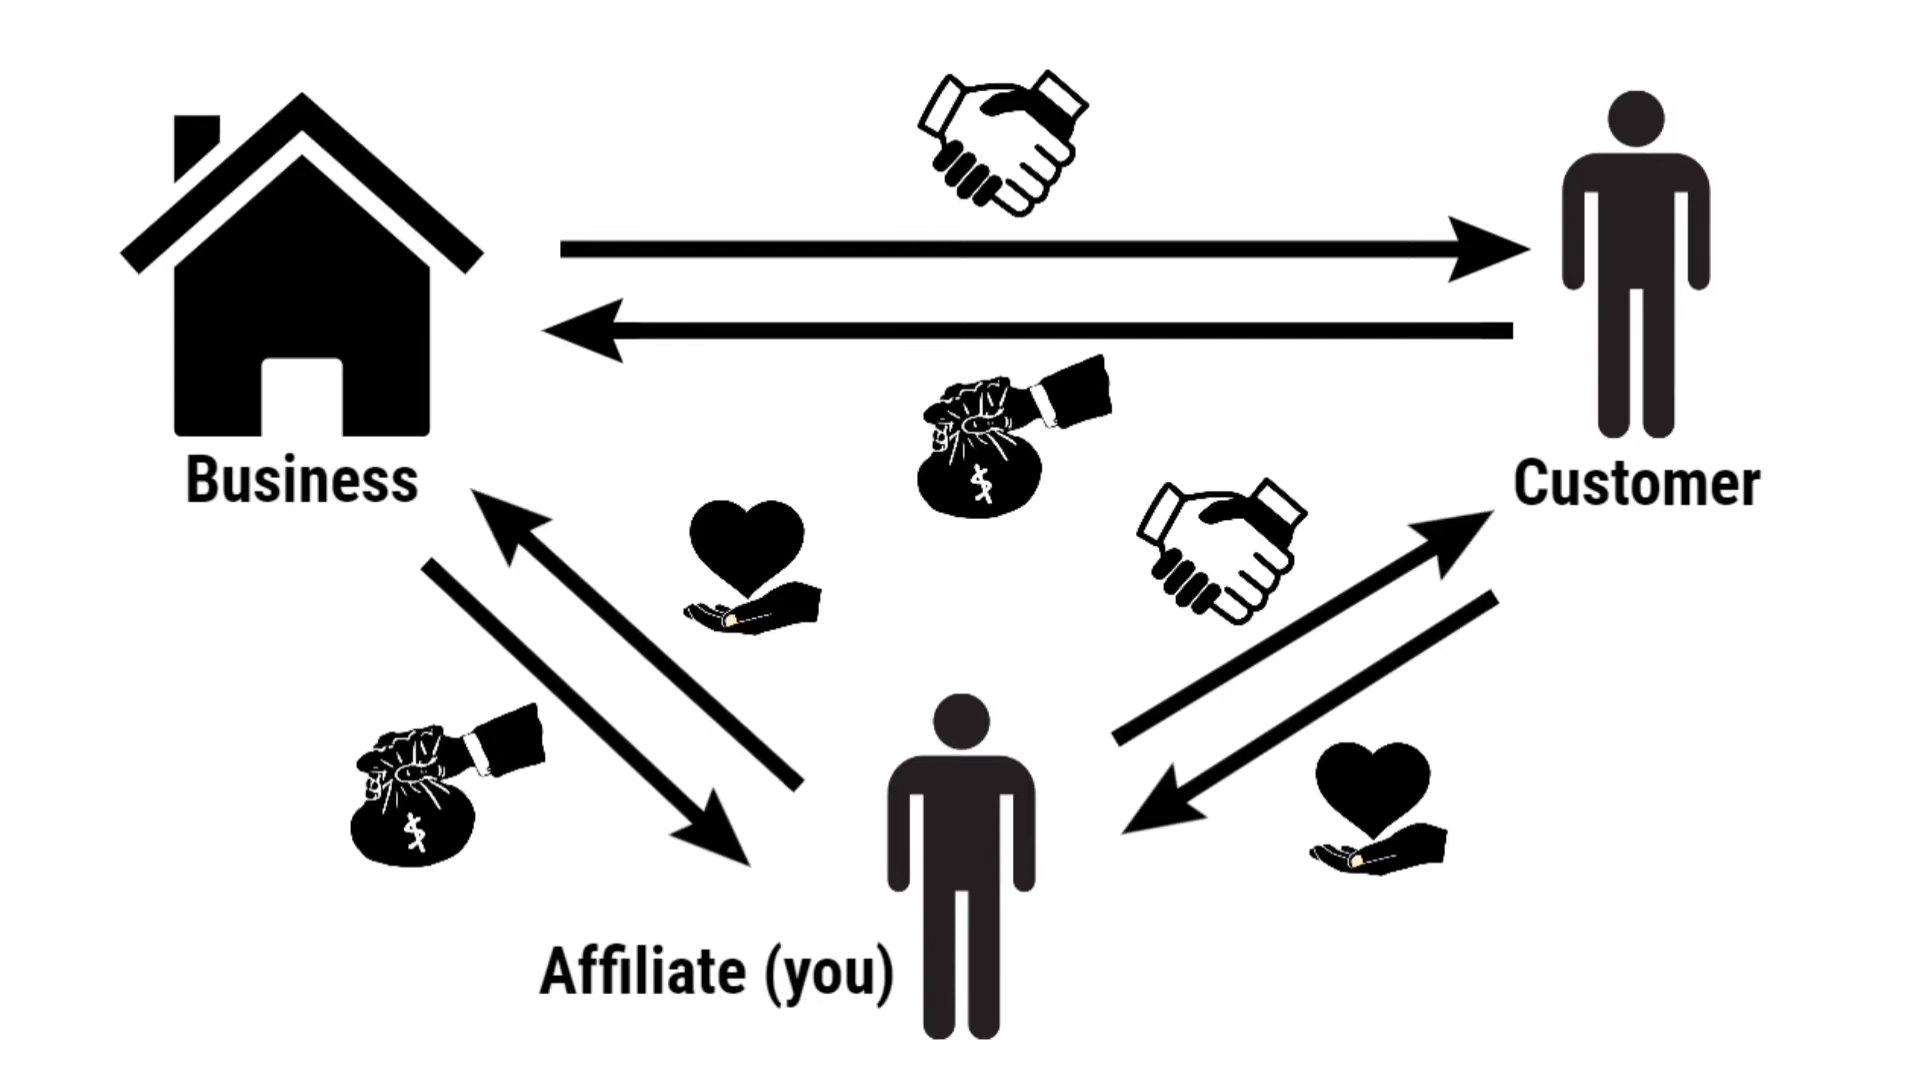 Business
Customer
$
$
Affiliate (you)